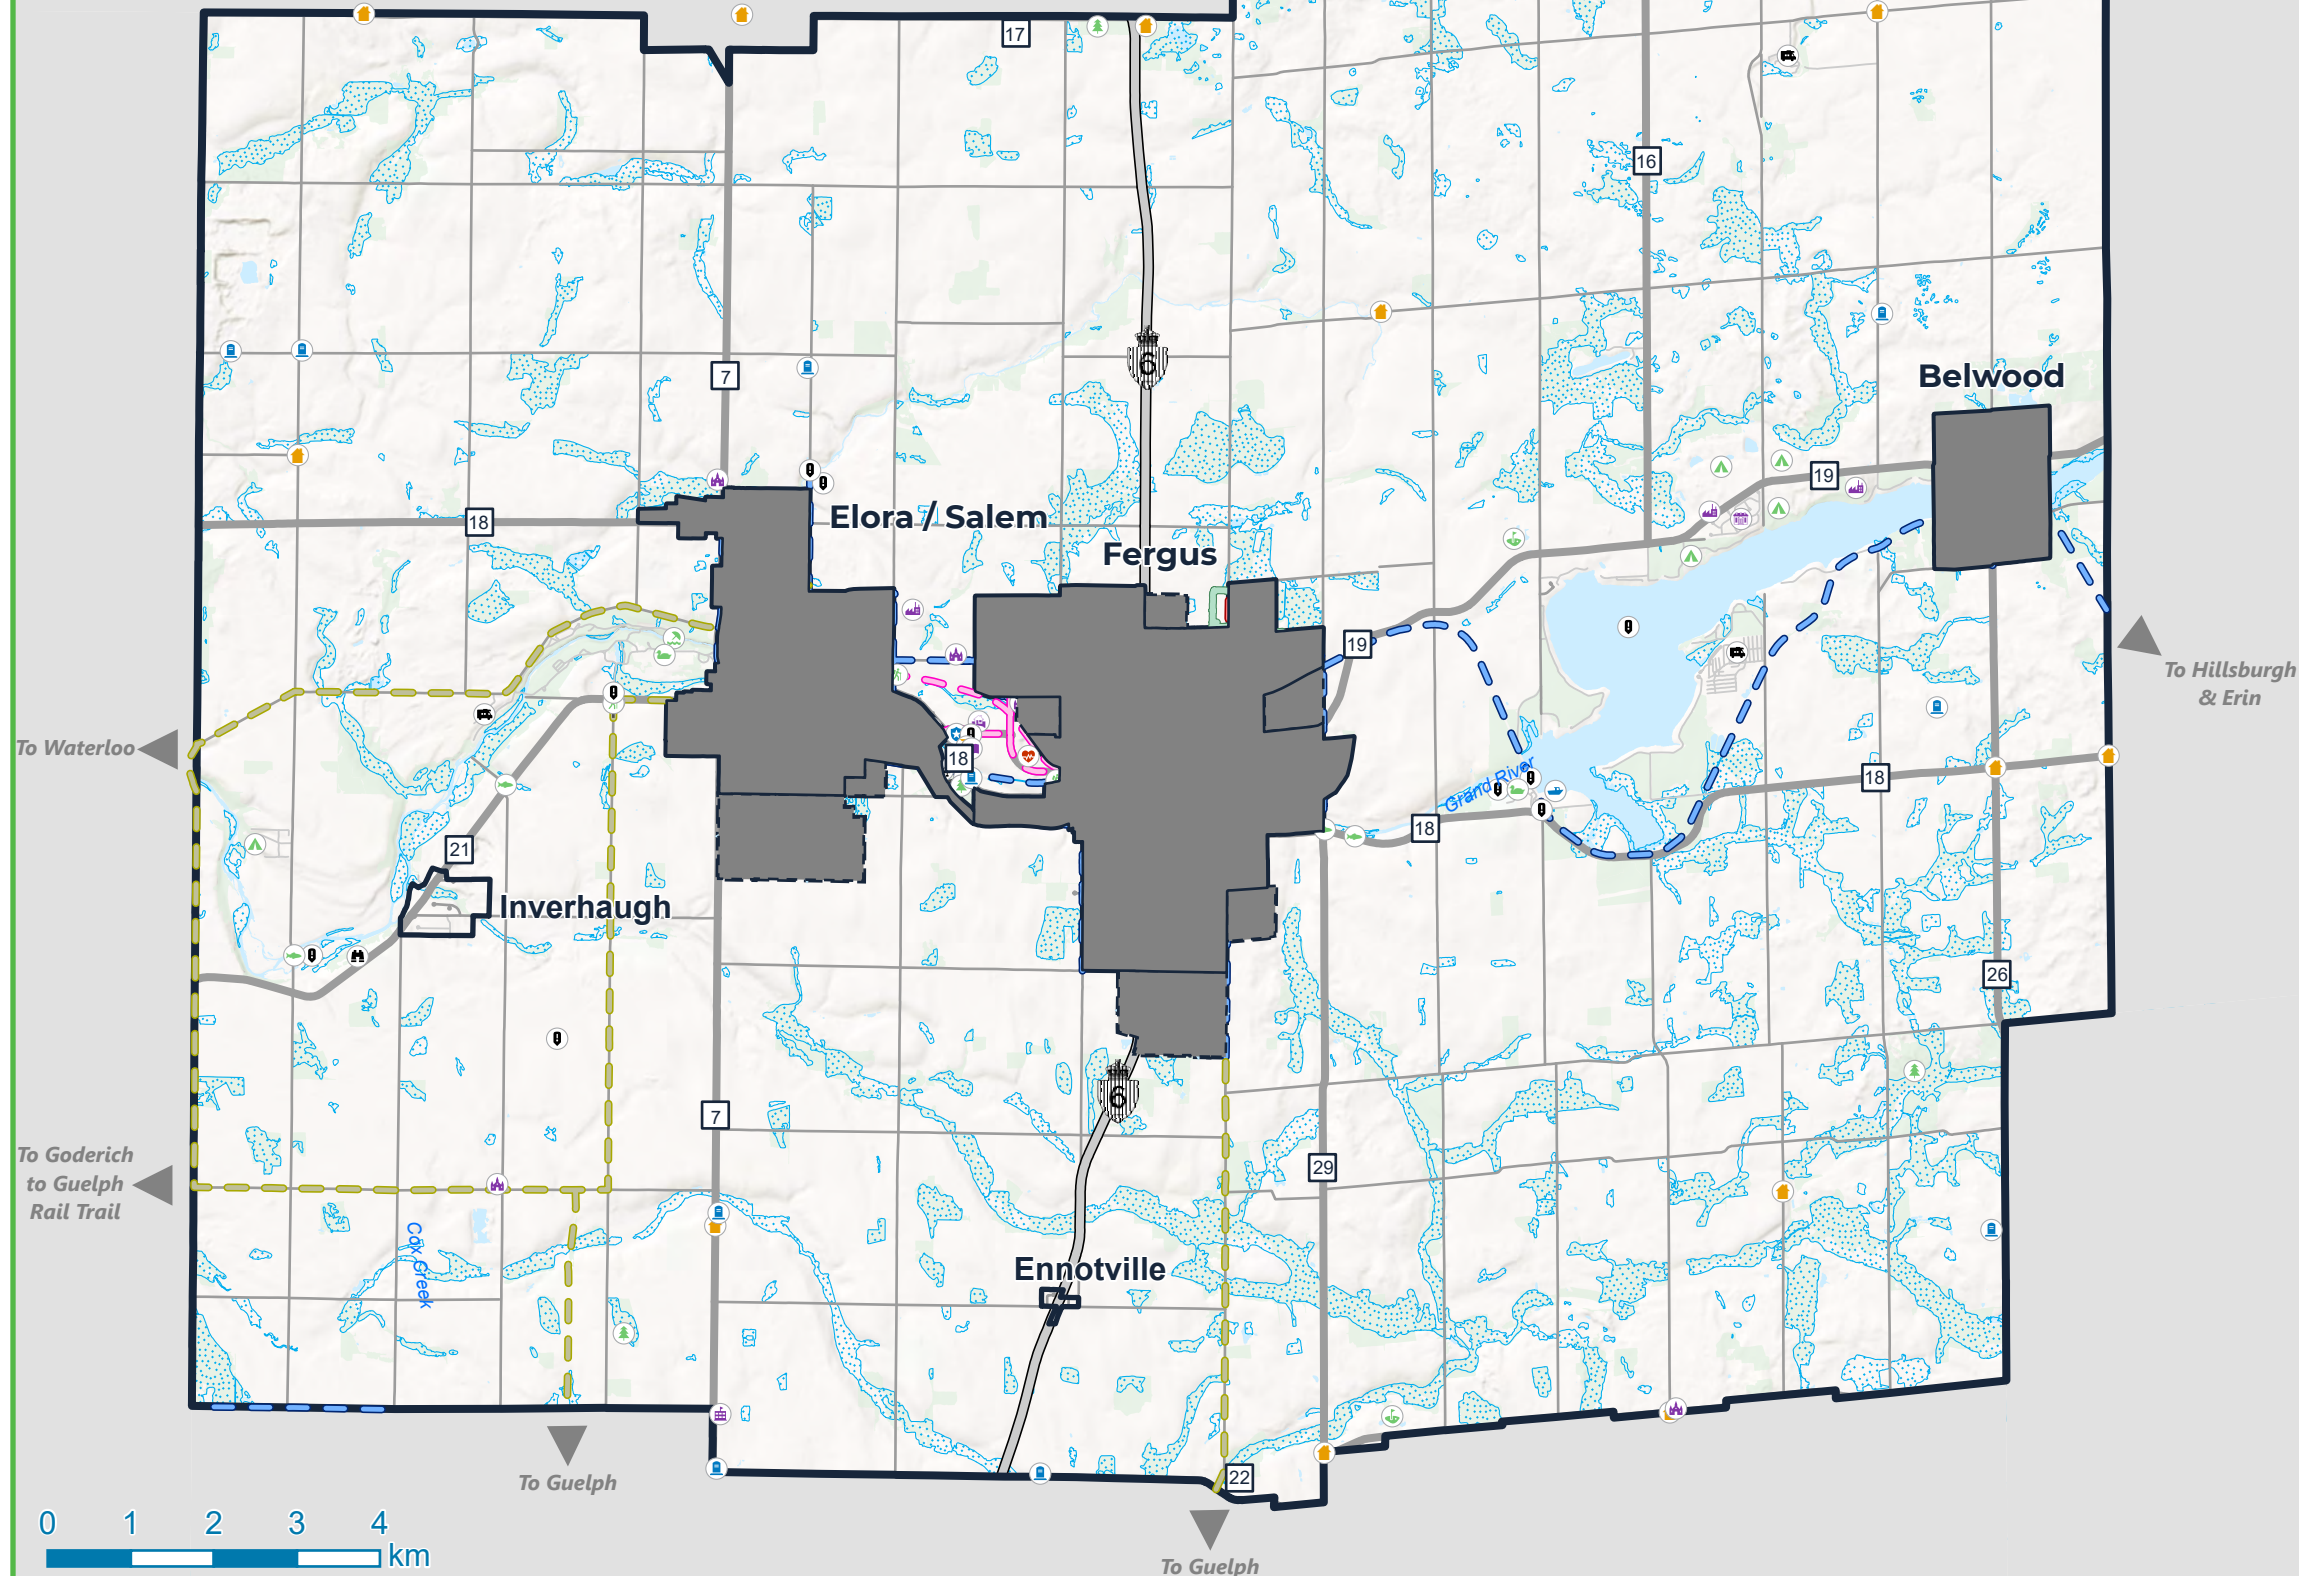 17
16
6
7
Belwood
19
18
Elora / Salem
Fergus
19
To Hillsburgh
& Erin
To Waterloo
18
18
Grand River
18
21
Inverhaugh
26
6
7
To Goderich
to Guelph
Rail Trail
29
Cox Creek
Ennotville
22
To Guelph
0 1 2 3 4
km
To Guelph